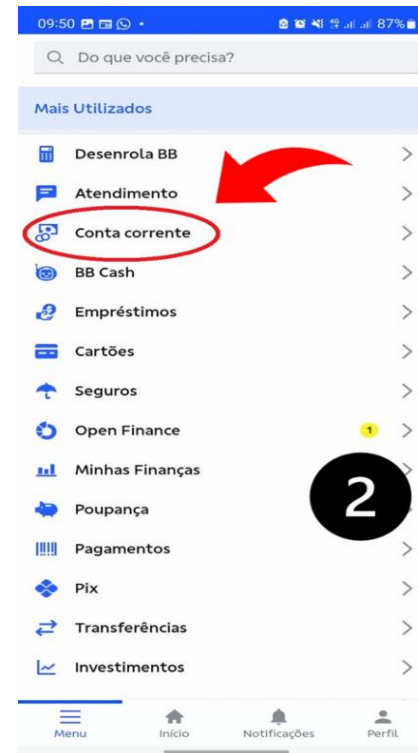 09:50
87%
Do que você precisa?
Mais Utilizados
Desenrola BB
Atendimento
Conta corrente
BB Cash
Empréstimos
Cartões
Seguros
Open Finance 1
Minhas Finanças
2
Poupança
Pagamentos
Pix
Transferências
Investimentos
Menu Início Notificações Perfil